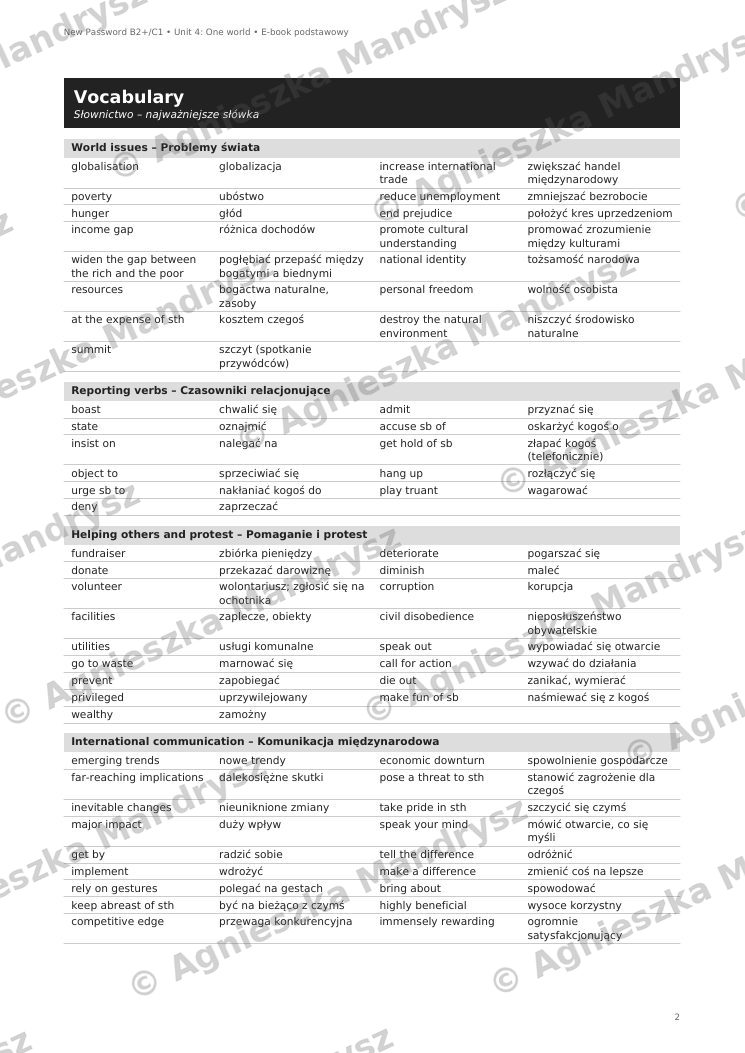 New Password B2+/C1 • Unit 4: One world • E-book podstawowy
Vocabulary
Słownictwo – najważniejsze słówka
World issues – Problemy świata
globalisation globalizacja increase international zwiększać handel
trade międzynarodowy
poverty ubóstwo reduce unemployment zmniejszać bezrobocie
hunger głód end prejudice położyć kres uprzedzeniom
income gap różnica dochodów promote cultural promować zrozumienie
understanding między kulturami
widen the gap between pogłębiać przepaść między national identity tożsamość narodowa
the rich and the poor bogatymi a biednymi
resources bogactwa naturalne, personal freedom wolność osobista
zasoby
at the expense of sth kosztem czegoś destroy the natural niszczyć środowisko
environment naturalne
summit szczyt (spotkanie
przywódców)
Reporting verbs – Czasowniki relacjonujące
boast chwalić się admit przyznać się
state oznajmić accuse sb of oskarżyć kogoś o
insist on nalegać na get hold of sb złapać kogoś
(telefonicznie)
object to sprzeciwiać się hang up rozłączyć się
urge sb to nakłaniać kogoś do play truant wagarować
deny zaprzeczać
Helping others and protest – Pomaganie i protest
fundraiser zbiórka pieniędzy deteriorate pogarszać się
donate przekazać darowiznę diminish maleć
volunteer wolontariusz; zgłosić się na corruption korupcja
ochotnika
facilities zaplecze, obiekty civil disobedience nieposłuszeństwo
obywatelskie
utilities usługi komunalne speak out wypowiadać się otwarcie
go to waste marnować się call for action wzywać do działania
prevent zapobiegać die out zanikać, wymierać
privileged uprzywilejowany make fun of sb naśmiewać się z kogoś
wealthy zamożny
International communication – Komunikacja międzynarodowa
emerging trends nowe trendy economic downturn spowolnienie gospodarcze
far-reaching implications dalekosiężne skutki pose a threat to sth stanowić zagrożenie dla
czegoś
inevitable changes nieuniknione zmiany take pride in sth szczycić się czymś
major impact duży wpływ speak your mind mówić otwarcie, co się
myśli
get by radzić sobie tell the difference odróżnić
implement wdrożyć make a difference zmienić coś na lepsze
rely on gestures polegać na gestach bring about spowodować
keep abreast of sth być na bieżąco z czymś highly beneficial wysoce korzystny
competitive edge przewaga konkurencyjna immensely rewarding ogromnie
satysfakcjonujący
2
© Agnieszka Mandrysz